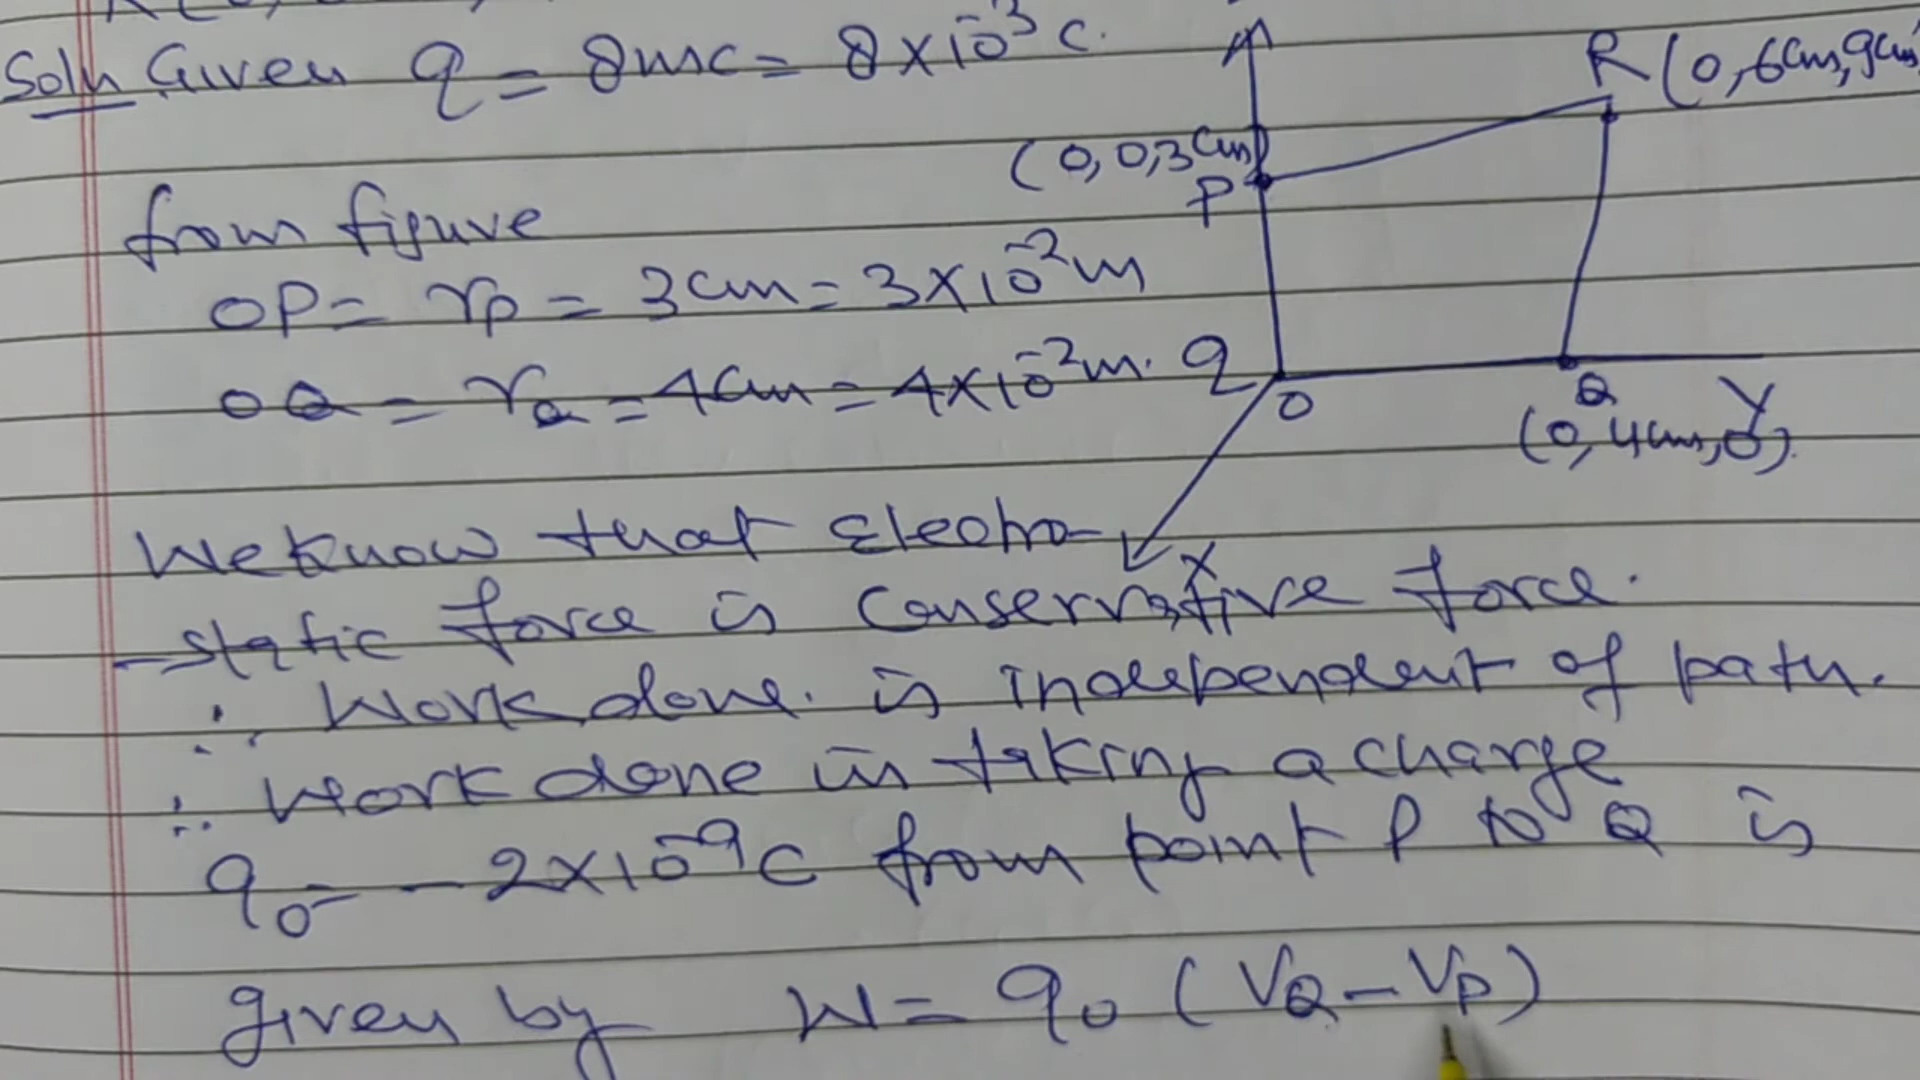 Soln Given q = 8mc = 8×10⁻³ c.
R(0,6cm,9cm)
(0,0,3cm)
P
from figure
OP = rp = 3cm = 3×10⁻²m
OQ = rQ = 4cm = 4×10⁻²m. q
O
Q
Y
(0,4cm,0).
We know that Electro-
X
-static force is Conservative force.
∴ Work done. is independent of path.
∴ Work done in taking a charge
q₀ = -2×10⁻⁹C from point P to Q is
given by W = q₀ (VQ - VP)